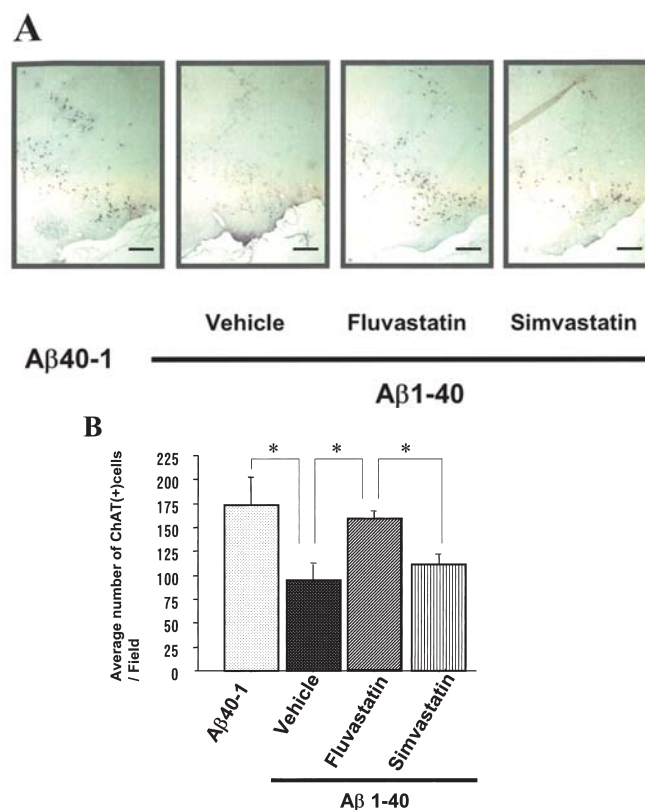 A
Vehicle Fluvastatin Simvastatin
Aβ40-1
Aβ1-40
B
* * *
Average number of ChAT(+)cells
/ Field
225
200
175
150
125
100
75
50
25
0
Aβ40-1
Vehicle
Fluvastatin
Simvastatin
Aβ 1-40